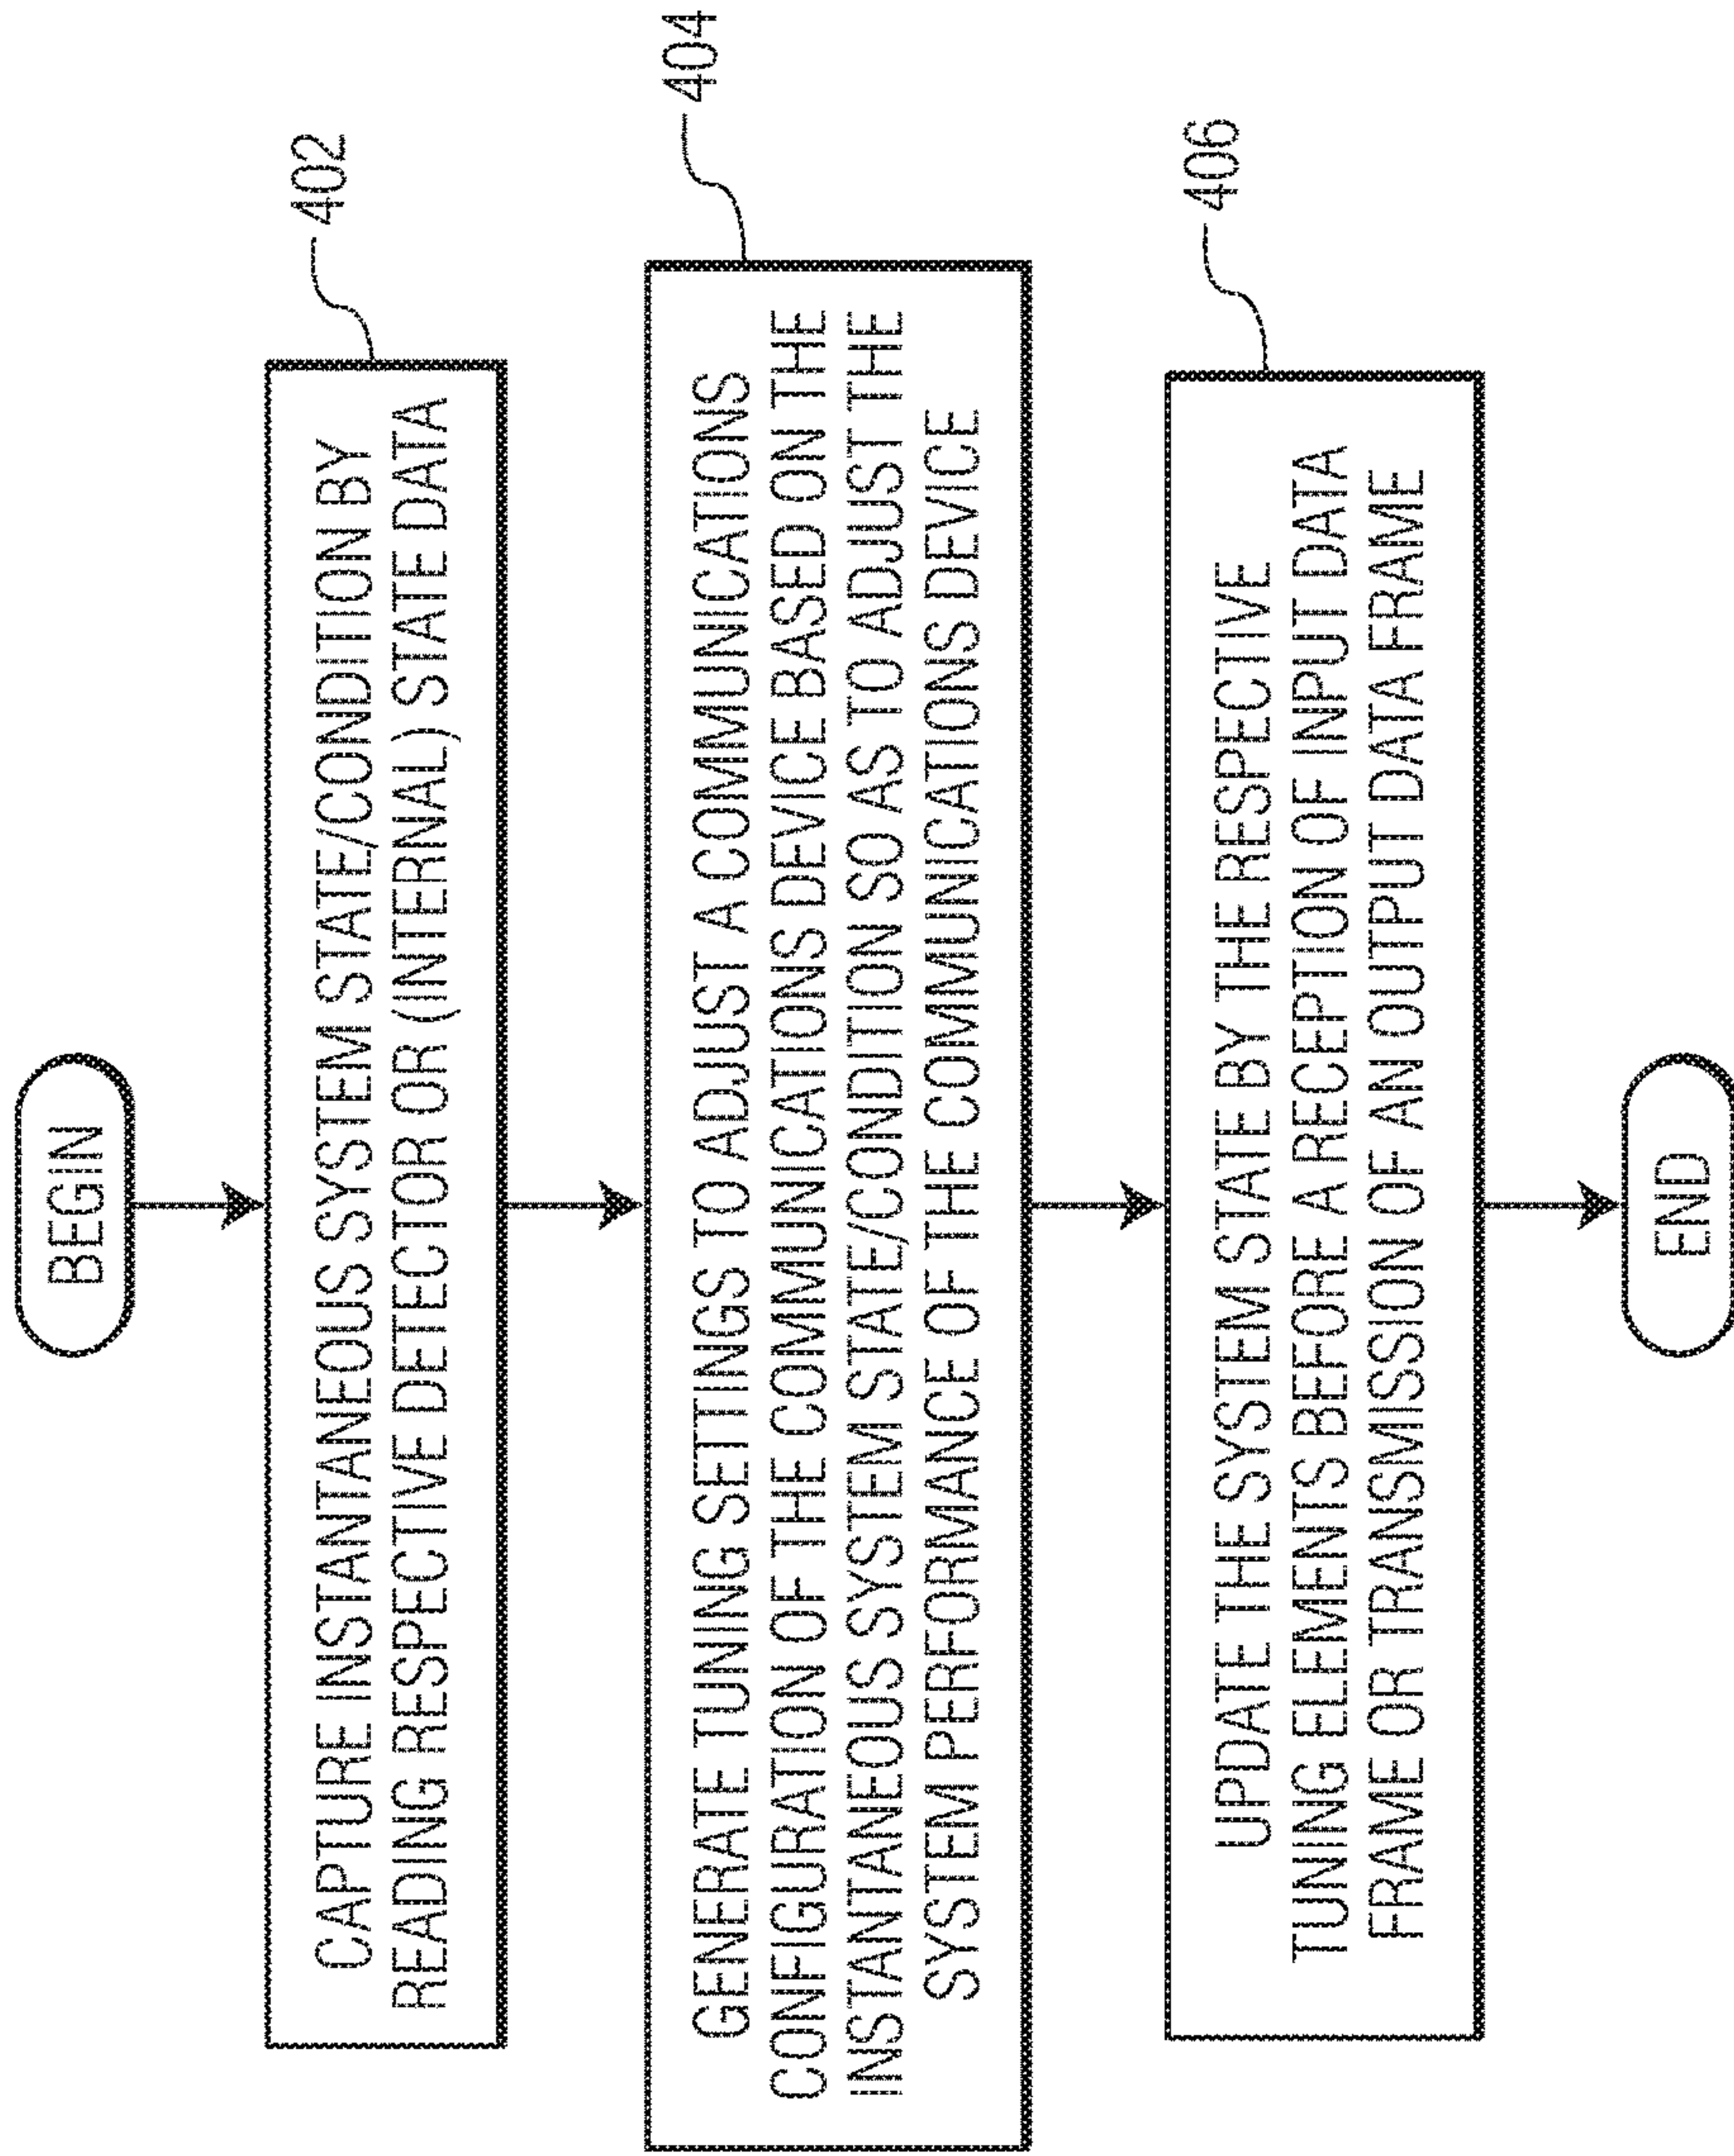 BEGIN
CAPTURE INSTANTANEOUS SYSTEM STATE/CONDITION BY
READING RESPECTIVE DETECTOR OR (INTERNAL) STATE DATA
402
GENERATE TUNING SETTINGS TO ADJUST A COMMUNICATIONS
CONFIGURATION OF THE COMMUNICATIONS DEVICE BASED ON THE
INSTANTANEOUS SYSTEM STATE/CONDITION SO AS TO ADJUST THE
SYSTEM PERFORMANCE OF THE COMMUNICATIONS DEVICE
404
UPDATE THE SYSTEM STATE BY THE RESPECTIVE
TUNING ELEMENTS BEFORE A RECEPTION OF INPUT DATA
FRAME OR TRANSMISSION OF AN OUTPUT DATA FRAME
406
END